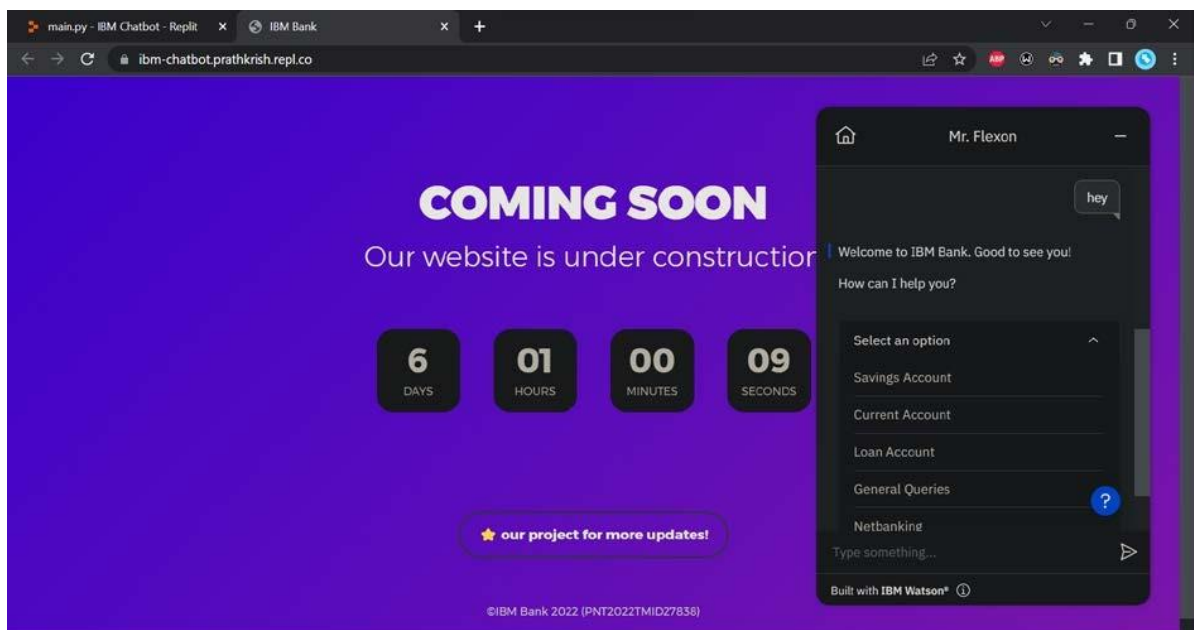 main.py - IBM Chatbot - Replit
IBM Bank
ibm-chatbot.prathkrish.repl.co
ABP
COMING SOON
Our website is under construction
6
DAYS
01
HOURS
00
MINUTES
09
SECONDS
⭐ our project for more updates!
©IBM Bank 2022 (PNT2022TMID27838)
Mr. Flexon
hey
Welcome to IBM Bank. Good to see you!
How can I help you?
Select an option
Savings Account
Current Account
Loan Account
General Queries
?
Netbanking
Type something...
Built with IBM Watson®